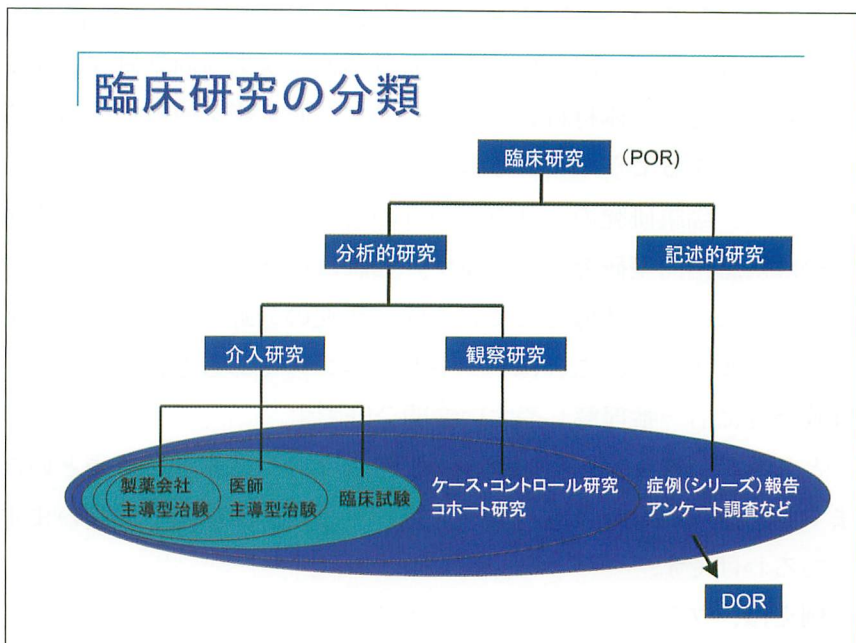 臨床研究の分類
臨床研究 (POR)
分析的研究
記述的研究
介入研究
観察研究
製薬会社
主導型治験
医師
主導型治験
臨床試験
ケース・コントロール研究
コホート研究
症例(シリーズ)報告
アンケート調査など
DOR